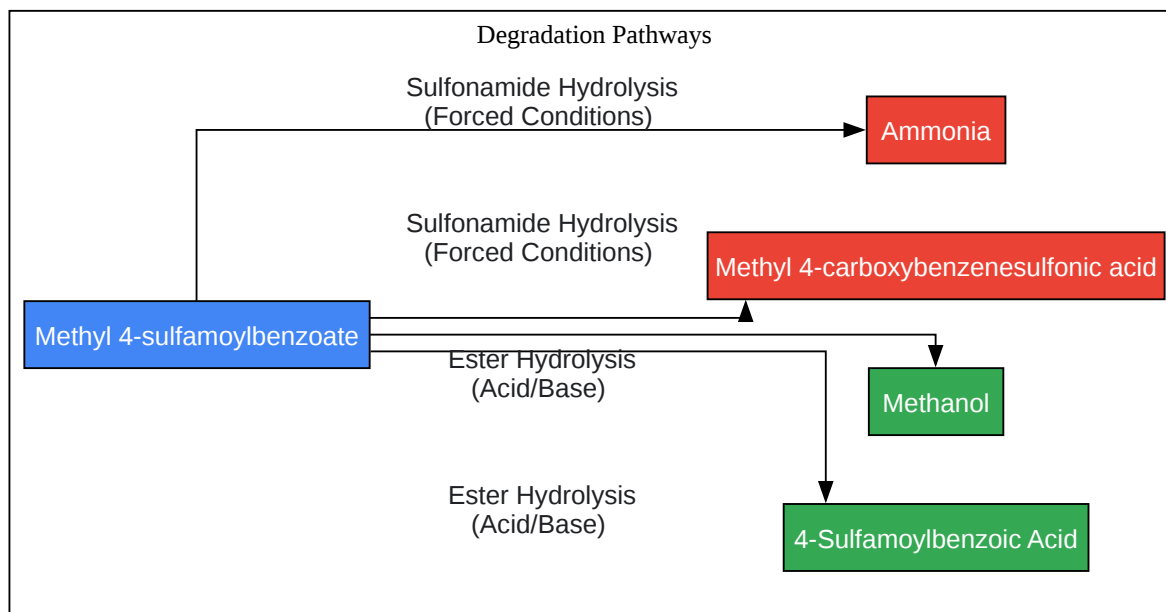 Degradation Pathways
Sulfonamide Hydrolysis
(Forced Conditions)
Ammonia
Sulfonamide Hydrolysis
(Forced Conditions)
Methyl 4-carboxybenzenesulfonic acid
Methyl 4-sulfamoylbenzoate
Ester Hydrolysis
(Acid/Base)
Methanol
Ester Hydrolysis
(Acid/Base)
4-Sulfamoylbenzoic Acid